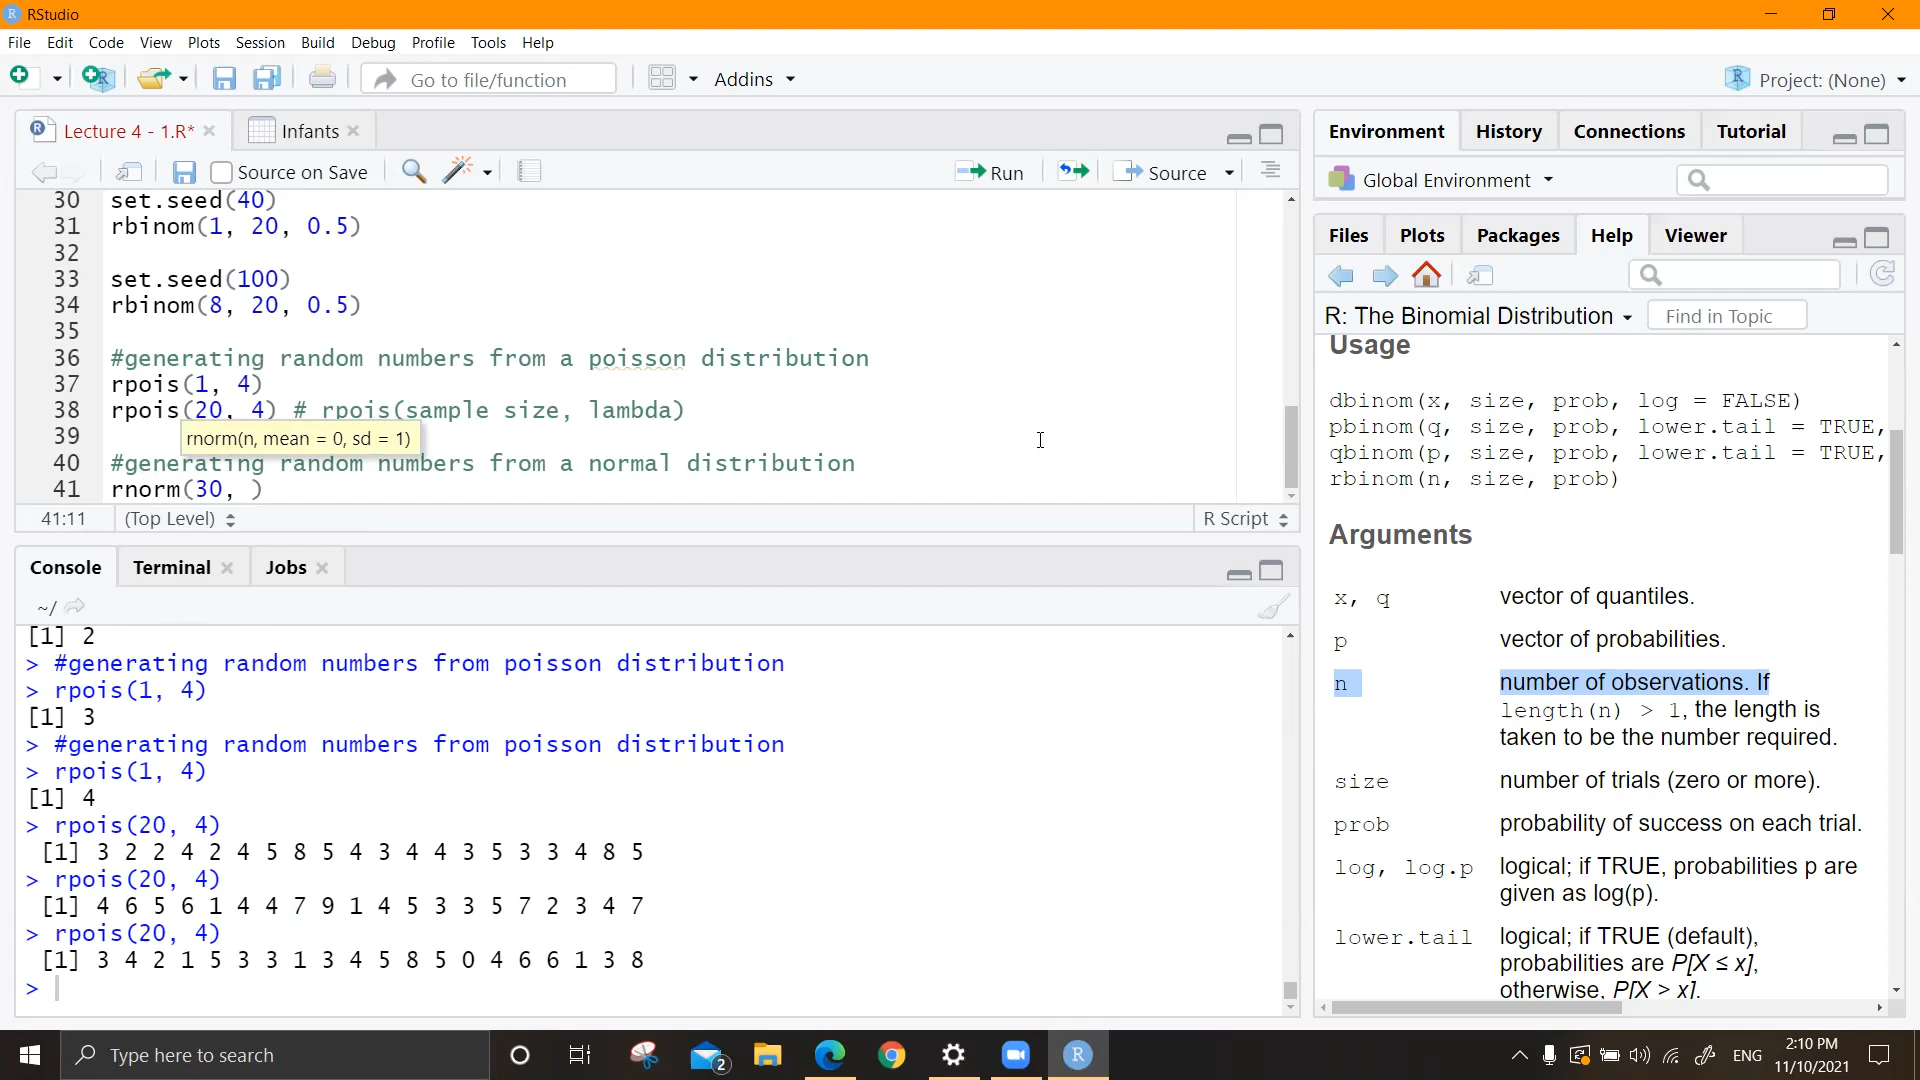 RStudio
File Edit Code View Plots Session Build Debug Profile Tools Help
Go to file/function
Addins
Project: (None)
Lecture 4 - 1.R*
Infants
Source on Save
Run
Source
30 set.seed(40)
31 rbinom(1, 20, 0.5)
32
33 set.seed(100)
34 rbinom(8, 20, 0.5)
35
36 #generating random numbers from a poisson distribution
37 rpois(1, 4)
38 rpois(20, 4) # rpois(sample size, lambda)
39
rnorm(n, mean = 0, sd = 1)
40 #generating random numbers from a normal distribution
41 rnorm(30, )
41:11 (Top Level)
R Script
Console Terminal Jobs
~/
[1] 2
> #generating random numbers from poisson distribution
> rpois(1, 4)
[1] 3
> #generating random numbers from poisson distribution
> rpois(1, 4)
[1] 4
> rpois(20, 4)
[1] 3 2 2 4 2 4 5 8 5 4 3 4 4 3 5 3 3 4 8 5
> rpois(20, 4)
[1] 4 6 5 6 1 4 4 7 9 1 4 5 3 3 5 7 2 3 4 7
> rpois(20, 4)
[1] 3 4 2 1 5 3 3 1 3 4 5 8 5 0 4 6 6 1 3 8
>
Environment History Connections Tutorial
Global Environment
Files Plots Packages Help Viewer
R: The Binomial Distribution
Find in Topic
Usage
dbinom(x, size, prob, log = FALSE)
pbinom(q, size, prob, lower.tail = TRUE,
qbinom(p, size, prob, lower.tail = TRUE,
rbinom(n, size, prob)
Arguments
x, q vector of quantiles.
p vector of probabilities.
n number of observations. If
length(n) > 1, the length is
taken to be the number required.
size number of trials (zero or more).
prob probability of success on each trial.
log, log.p logical; if TRUE, probabilities p are
given as log(p).
lower.tail logical; if TRUE (default),
probabilities are P[X ≤ x],
otherwise, P[X > x].
Type here to search
2
ENG
2:10 PM
11/10/2021